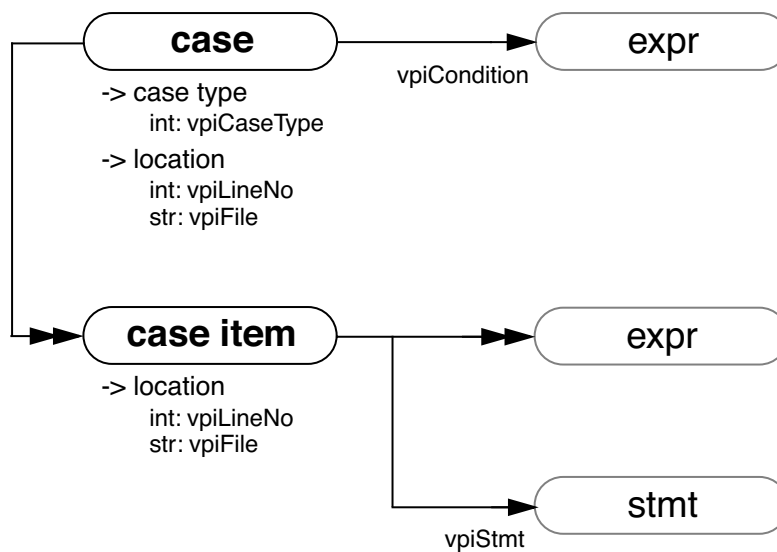 case
expr
vpiCondition
-> case type
int: vpiCaseType
-> location
int: vpiLineNo
str: vpiFile
case item
expr
-> location
int: vpiLineNo
str: vpiFile
stmt
vpiStmt